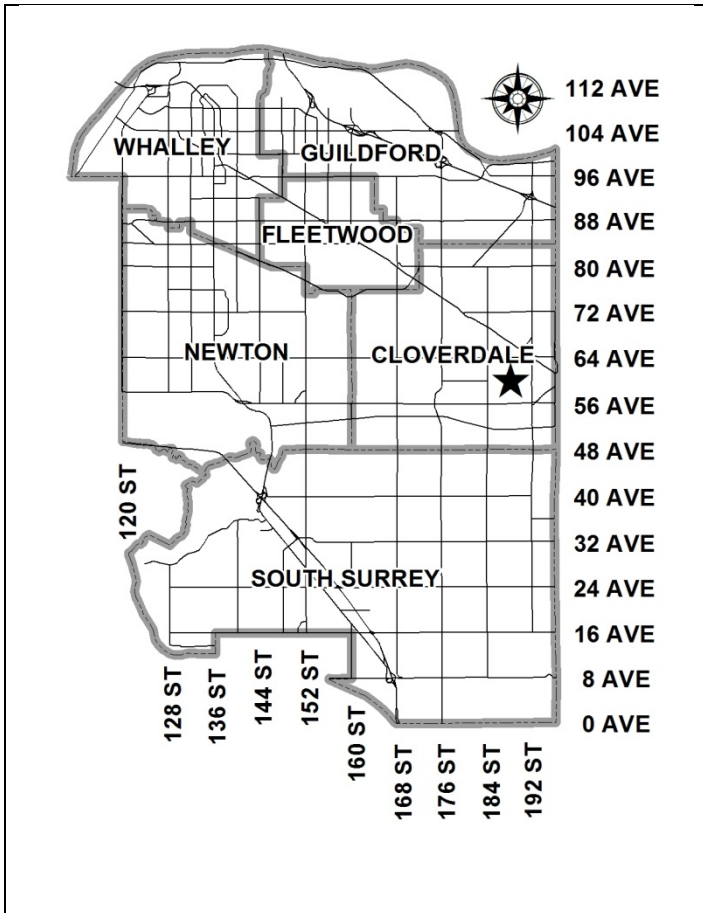 112 AVE
104 AVE
WHALLEY
GUILDFORD
96 AVE
88 AVE
FLEETWOOD
80 AVE
72 AVE
NEWTON
CLOVERDALE
64 AVE
56 AVE
48 AVE
120 ST
40 AVE
32 AVE
SOUTH SURREY
24 AVE
16 AVE
8 AVE
0 AVE
128 ST
136 ST
144 ST
152 ST
160 ST
168 ST
176 ST
184 ST
192 ST